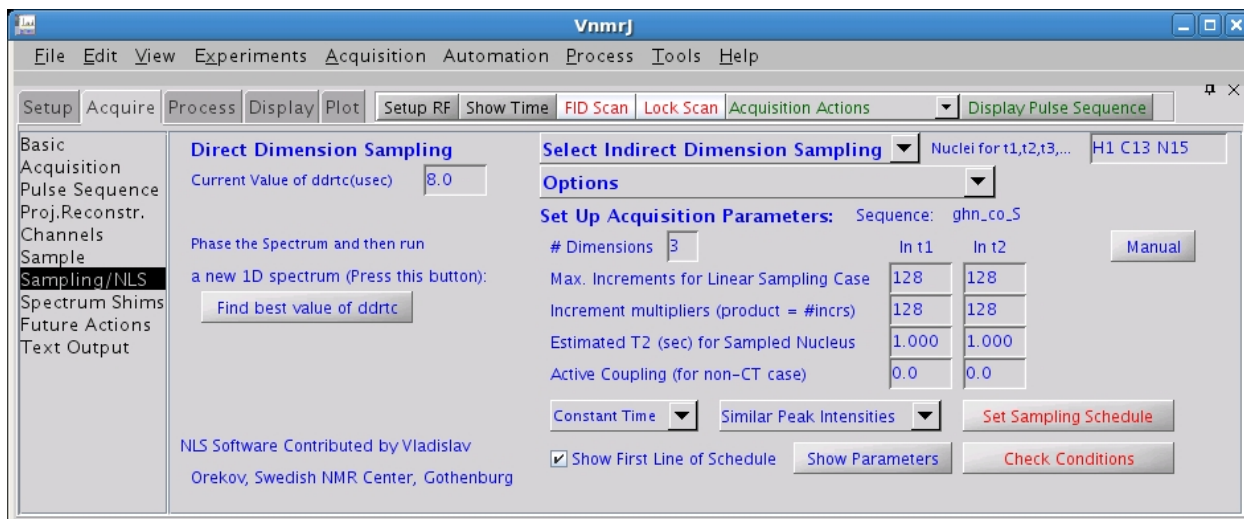 VnmrJ
File Edit View Experiments Acquisition Automation Process Tools Help
Setup Acquire Process Display Plot Setup RF Show Time FID Scan Lock Scan Acquisition Actions Display Pulse Sequence
Basic
Acquisition
Pulse Sequence
Proj.Reconstr.
Channels
Sample
Sampling/NLS
Spectrum Shims
Future Actions
Text Output
Direct Dimension Sampling
Current Value of ddrtc(usec) 8.0
Phase the Spectrum and then run
a new 1D spectrum (Press this button):
Find best value of ddrtc
NLS Software Contributed by Vladislav
Orekov, Swedish NMR Center, Gothenburg
Select Indirect Dimension Sampling Nuclei for t1,t2,t3,... H1 C13 N15
Options
Set Up Acquisition Parameters: Sequence: ghn_co_S
# Dimensions 3 In t1 In t2 Manual
Max. Increments for Linear Sampling Case 128 128
Increment multipliers (product = #incrs) 128 128
Estimated T2 (sec) for Sampled Nucleus 1.000 1.000
Active Coupling (for non-CT case) 0.0 0.0
Constant Time Similar Peak Intensities Set Sampling Schedule
Show First Line of Schedule Show Parameters Check Conditions